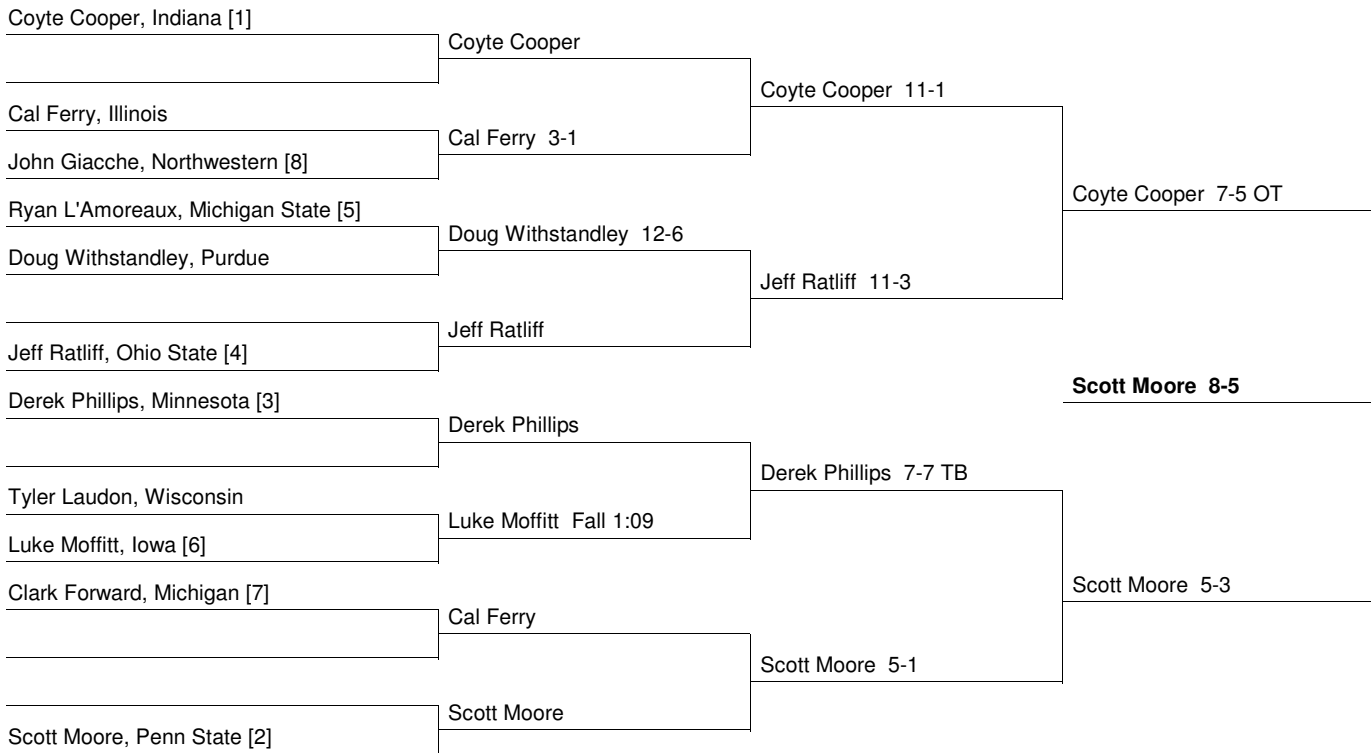 Coyte Cooper, Indiana [1]
Coyte Cooper
Coyte Cooper 11-1
Cal Ferry, Illinois
Cal Ferry 3-1
John Giacche, Northwestern [8]
Coyte Cooper 7-5 OT
Ryan L'Amoreaux, Michigan State [5]
Doug Withstandley 12-6
Doug Withstandley, Purdue
Jeff Ratliff 11-3
Jeff Ratliff
Jeff Ratliff, Ohio State [4]
Scott Moore 8-5
Derek Phillips, Minnesota [3]
Derek Phillips
Derek Phillips 7-7 TB
Tyler Laudon, Wisconsin
Luke Moffitt Fall 1:09
Luke Moffitt, Iowa [6]
Scott Moore 5-3
Clark Forward, Michigan [7]
Cal Ferry
Scott Moore 5-1
Scott Moore
Scott Moore, Penn State [2]